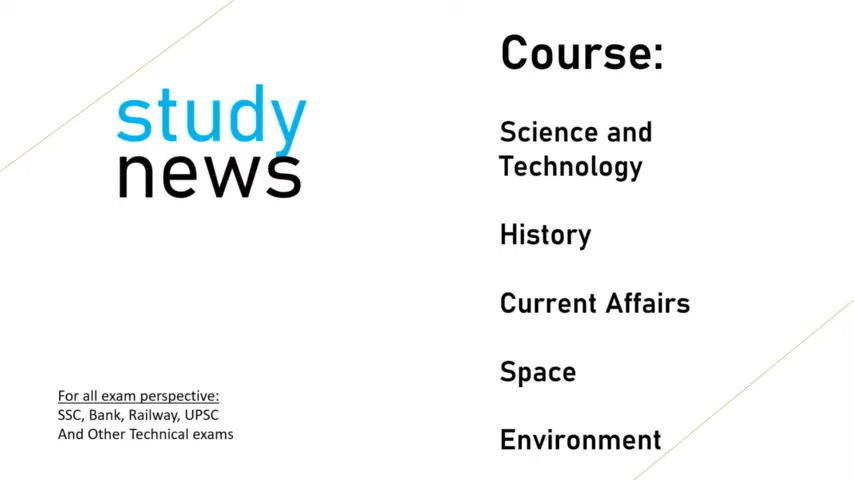 study
news
For all exam perspective:
SSC, Bank, Railway, UPSC
And Other Technical exams
Course:
Science and
Technology
History
Current Affairs
Space
Environment